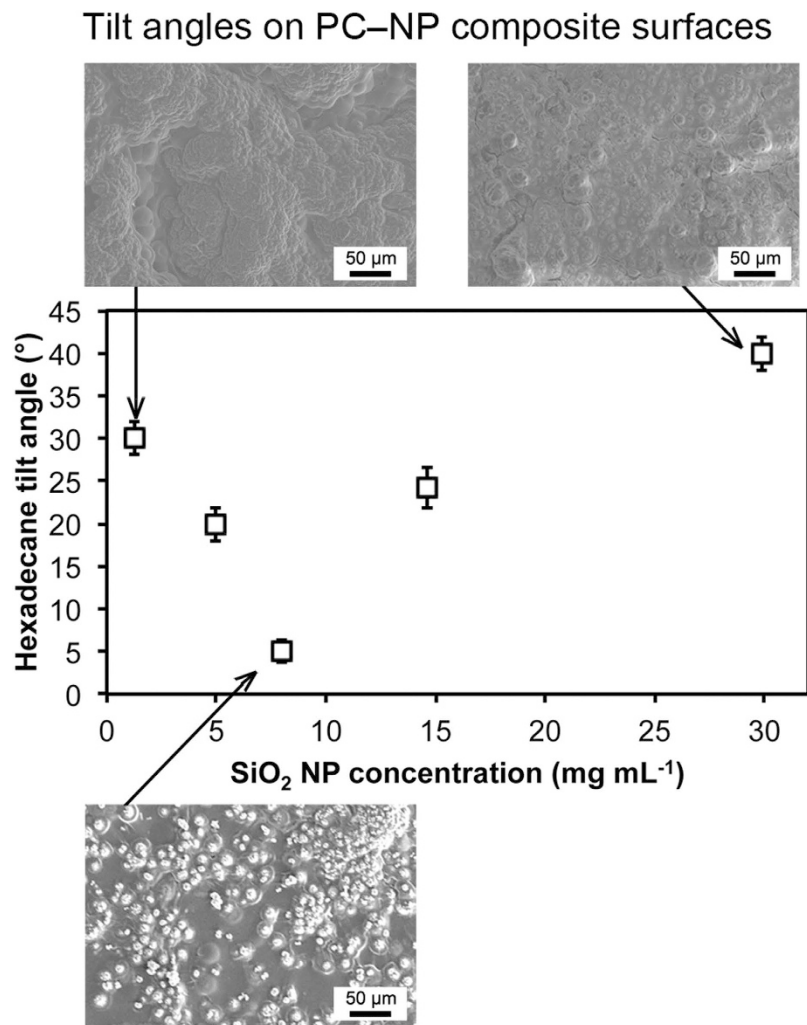 Tilt angles on PC–NP composite surfaces
50 µm
50 µm
45
40
35
30
25
20
15
10
5
0
Hexadecane tilt angle (°)
0 5 10 15 20 25 30
SiO₂ NP concentration (mg mL⁻¹)
50 µm